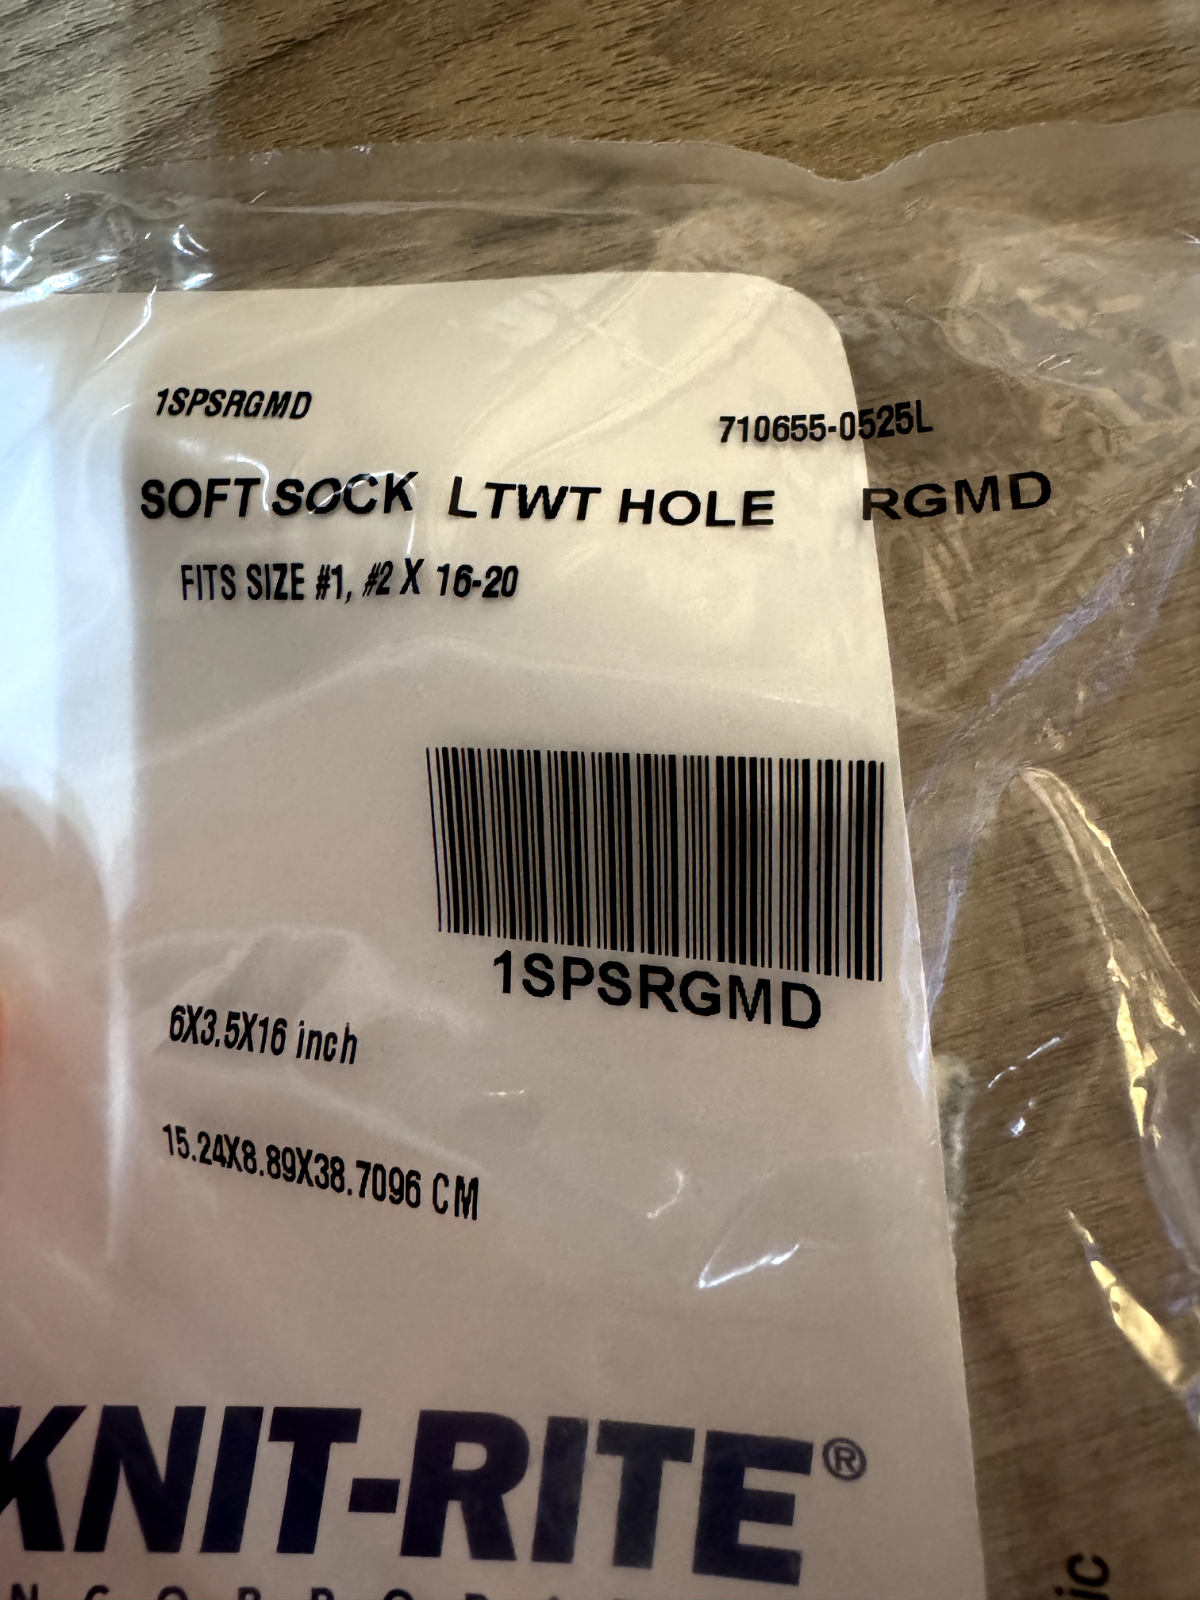 1SPSRGMD
710655-0525L
SOFT SOCK LTWT HOLE RGMD
FITS SIZE #1, #2 X 16-20
1SPSRGMD
6X3.5X16 inch
15.24X8.89X38.7096 CM
KNIT-RITE®